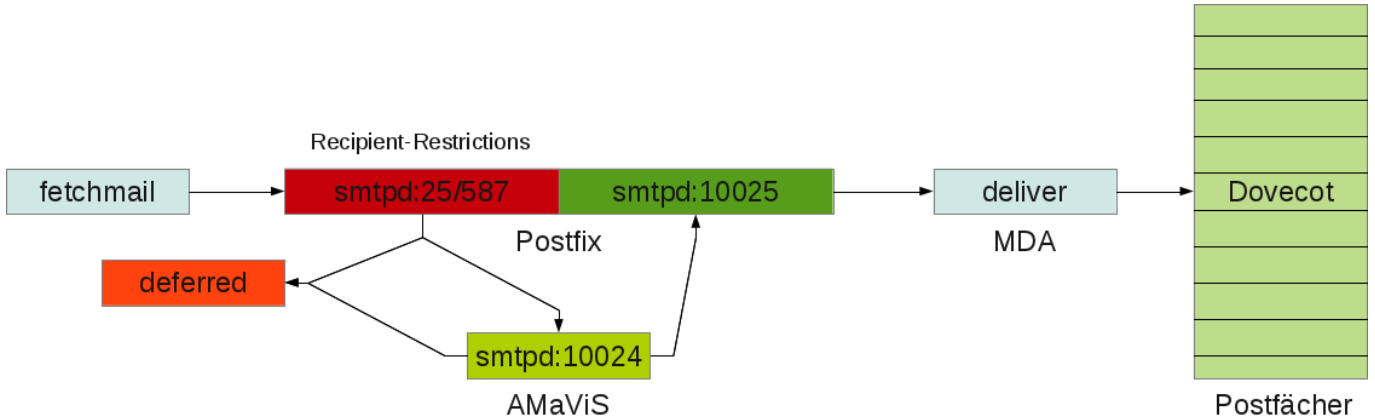 Recipient-Restrictions
fetchmail
smtpd:25/587
smtpd:10025
deliver
Dovecot
Postfix
MDA
deferred
smtpd:10024
AMaViS
Postfächer